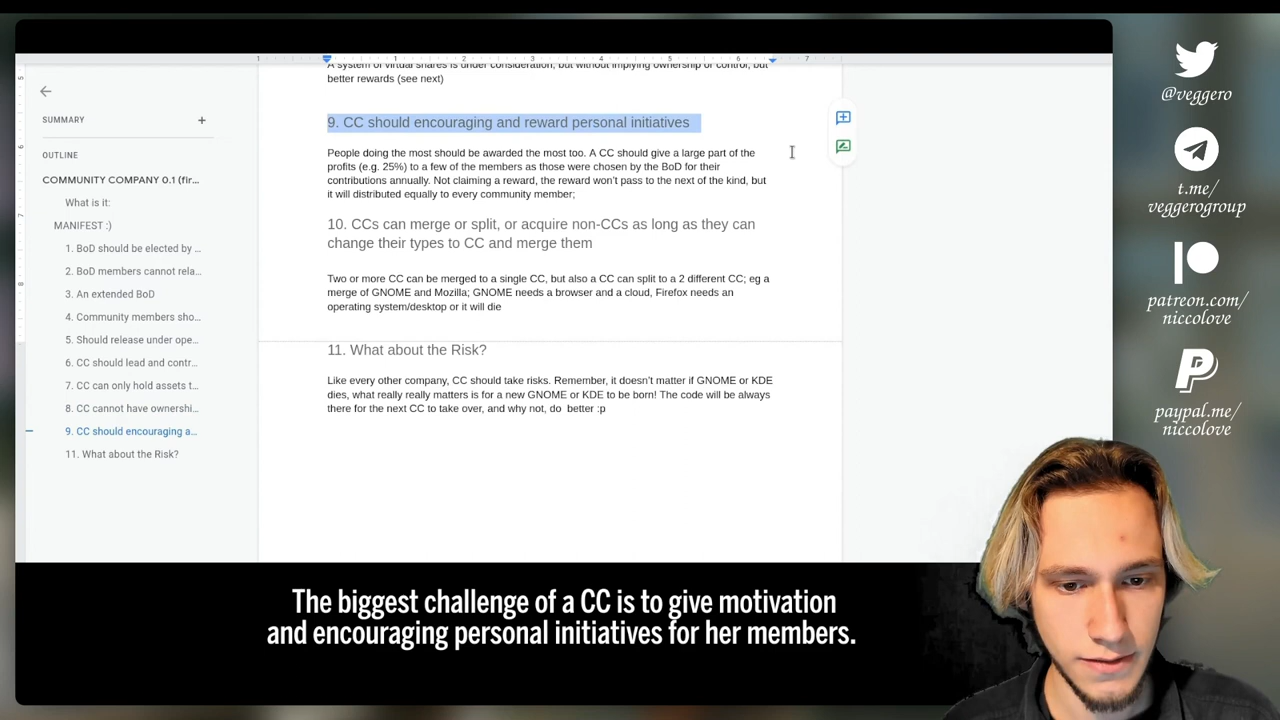 1 1 2 3 4 5 6 7
A system of virtual shares is under consideration, but without implying ownership or control, but
better rewards (see next)
9. CC should encouraging and reward personal initiatives
People doing the most should be awarded the most too. A CC should give a large part of the
profits (e.g. 25%) to a few of the members as those were chosen by the BoD for their
contributions annually. Not claiming a reward, the reward won't pass to the next of the kind, but
it will distributed equally to every community member;
10. CCs can merge or split, or acquire non-CCs as long as they can
change their types to CC and merge them
Two or more CC can be merged to a single CC, but also a CC can split to a 2 different CC; eg a
merge of GNOME and Mozilla; GNOME needs a browser and a cloud, Firefox needs an
operating system/desktop or it will die
11. What about the Risk?
Like every other company, CC should take risks. Remember, it doesn't matter if GNOME or KDE
dies, what really really matters is for a new GNOME or KDE to be born! The code will be always
there for the next CC to take over, and why not, do better :p
SUMMARY +
OUTLINE
COMMUNITY COMPANY 0.1 (fir...
What is it:
MANIFEST :)
1. BoD should be elected by ...
2. BoD members cannot rela...
3. An extended BoD
4. Community members sho...
5. Should release under ope...
6. CC should lead and contr...
7. CC can only hold assets t...
8. CC cannot have ownershi...
9. CC should encouraging a...
11. What about the Risk?
@veggero
t.me/
veggerogroup
patreon.com/
niccolove
paypal.me/
niccolove
The biggest challenge of a CC is to give motivation
and encouraging personal initiatives for her members.